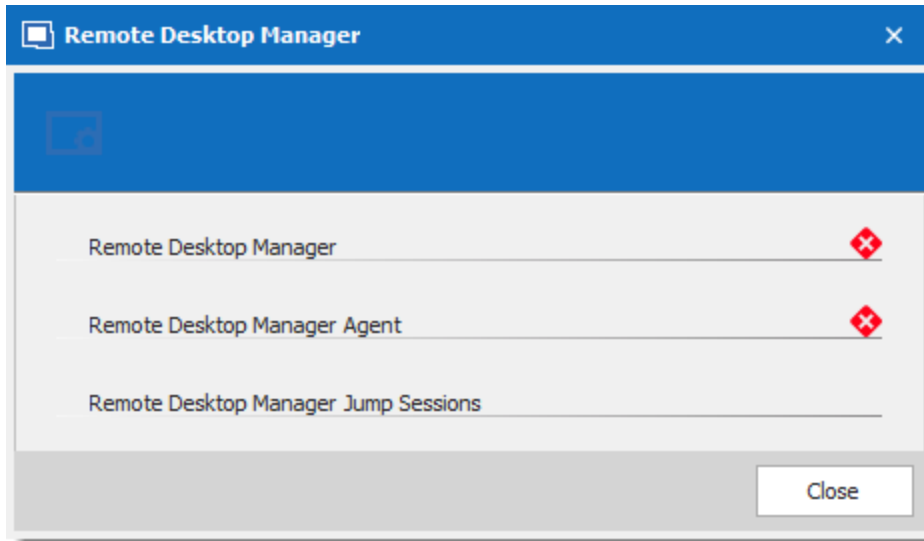 Remote Desktop Manager
Remote Desktop Manager
Remote Desktop Manager Agent
Remote Desktop Manager Jump Sessions
Close